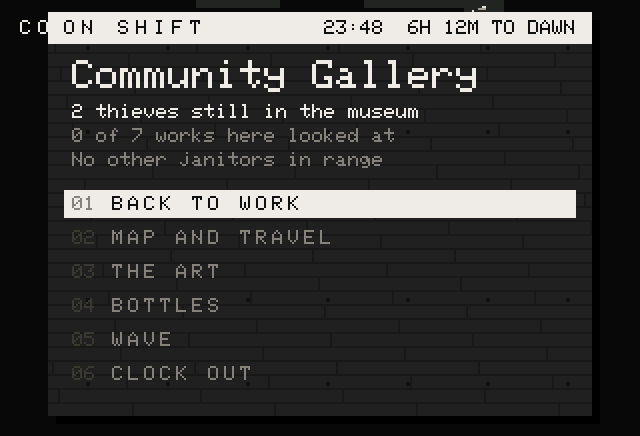 CO
ON SHIFT 23:48 6H 12M TO DAWN
Community Gallery
2 thieves still in the museum
0 of 7 works here looked at
No other janitors in range
01 BACK TO WORK
02 MAP AND TRAVEL
03 THE ART
04 BOTTLES
05 WAVE
06 CLOCK OUT